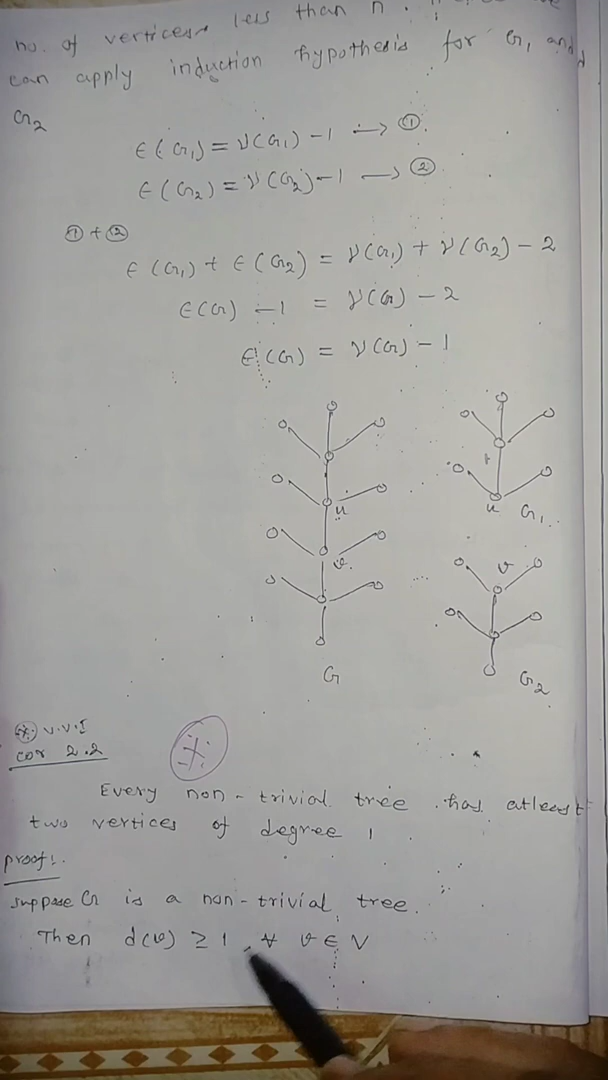 no. of vertices less than n.
can apply induction hypothesis for G₁ and
G₂
ϵ(G₁) = ν(G₁) - 1 → ①.
ϵ(G₂) = ν(G₂) - 1 → ②
① + ②
ϵ(G₁) + ϵ(G₂) = ν(G₁) + ν(G₂) - 2
ϵ(G) - 1 = ν(G) - 2
ϵ(G) = ν(G) - 1
u
v
G
u
G₁
v
G₂
V.V.I
cor 2.2
Every non-trivial tree has atleast
two vertices of degree 1
proof:
suppose G is a non-trivial tree.
Then d(v) ≥ 1, ∀ v ∈ V